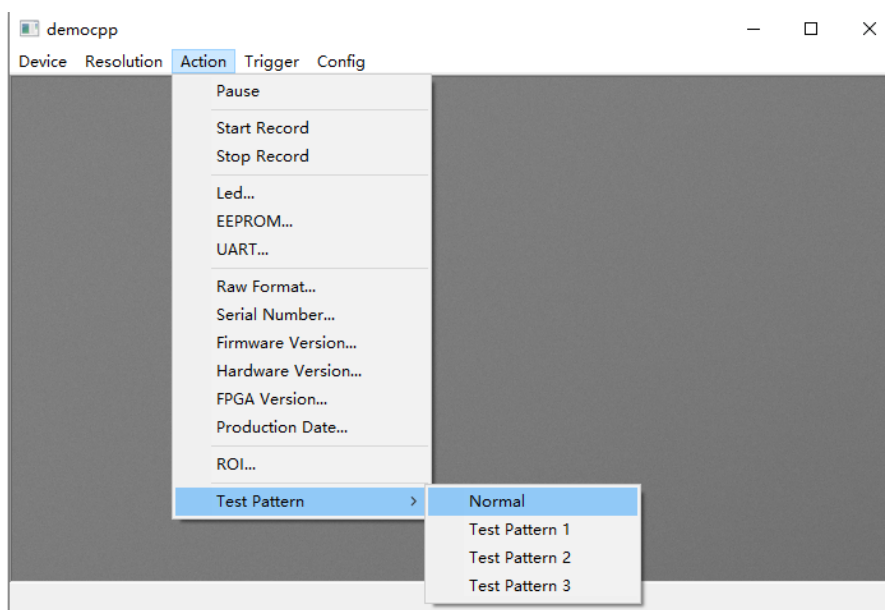 democpp
Device Resolution Action Trigger Config
Pause
Start Record
Stop Record
Led...
EEPROM...
UART...
Raw Format...
Serial Number...
Firmware Version...
Hardware Version...
FPGA Version...
Production Date...
ROI...
Test Pattern
Normal
Test Pattern 1
Test Pattern 2
Test Pattern 3